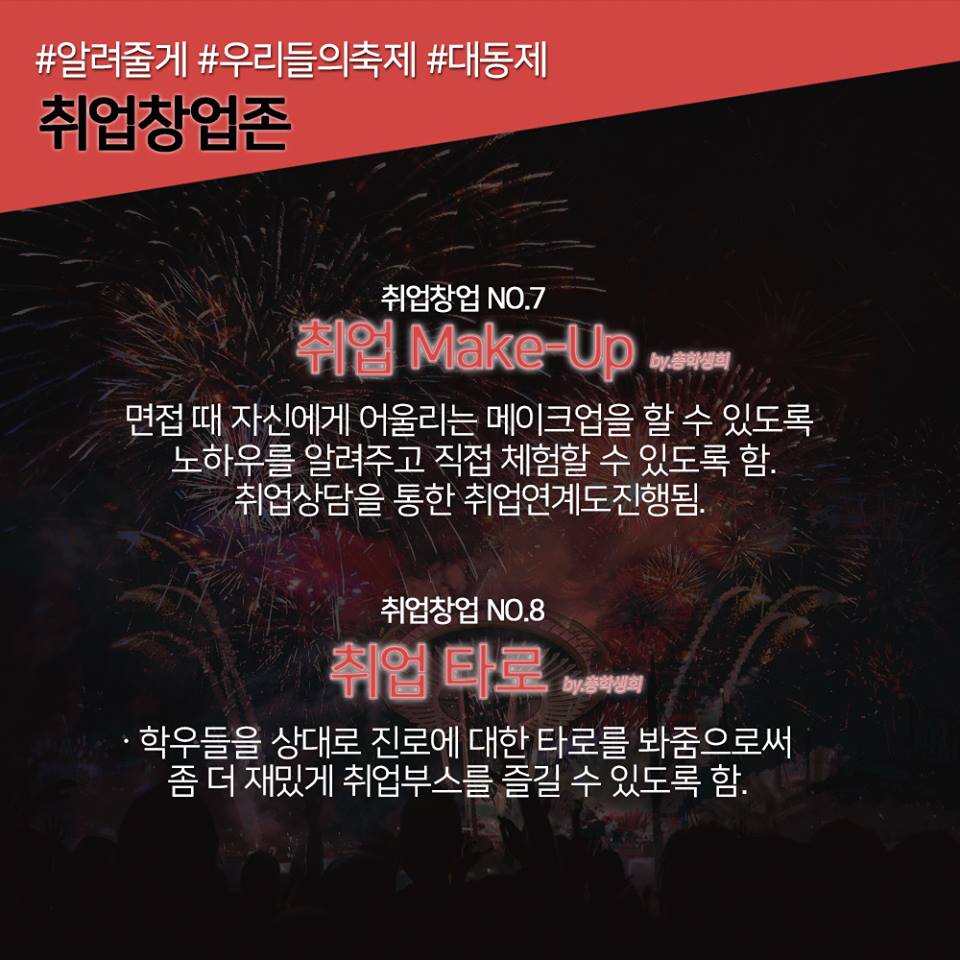 #알려줄게 #우리들의축제 #대동제
취업창업존
취업창업 NO.7
취업 Make-Up by.총학생회
면접 때 자신에게 어울리는 메이크업을 할 수 있도록
노하우를 알려주고 직접 체험할 수 있도록 함.
취업상담을 통한 취업연계도진행됨.
취업창업 NO.8
취업 타로 by.총학생회
· 학우들을 상대로 진로에 대한 타로를 봐줌으로써
좀 더 재밌게 취업부스를 즐길 수 있도록 함.